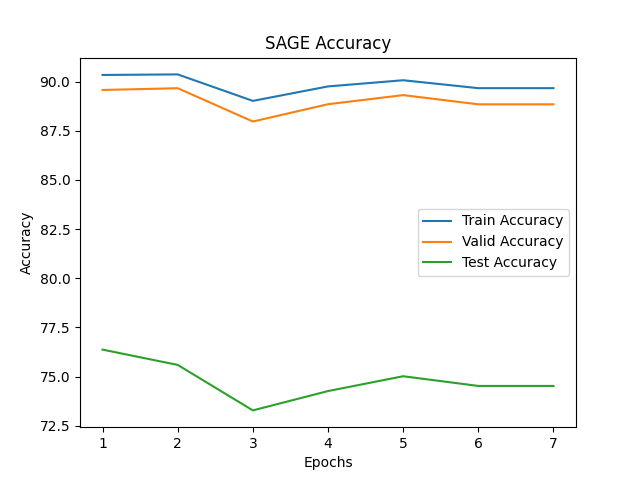 SAGE Accuracy
Accuracy
90.0
87.5
85.0
82.5
80.0
77.5
75.0
72.5
Train Accuracy
Valid Accuracy
Test Accuracy
1 2 3 4 5 6 7
Epochs